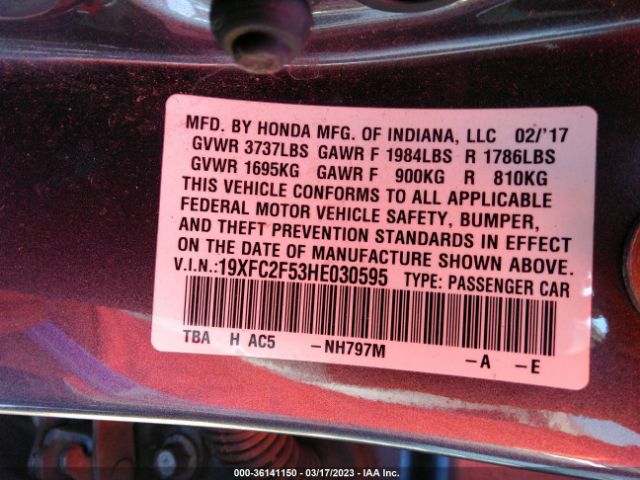 MFD. BY HONDA MFG. OF INDIANA, LLC 02/'17
GVWR 3737LBS GAWR F 1984LBS R 1786LBS
GVWR 1695KG GAWR F 900KG R 810KG
THIS VEHICLE CONFORMS TO ALL APPLICABLE
FEDERAL MOTOR VEHICLE SAFETY, BUMPER,
AND THEFT PREVENTION STANDARDS IN EFFECT
ON THE DATE OF MANUFACTURE SHOWN ABOVE.
V.I.N.:19XFC2F53HE030595 TYPE: PASSENGER CAR
TBA H AC5 -NH797M -A -E
000-36141150 — 03/17/2023 — IAA Inc.